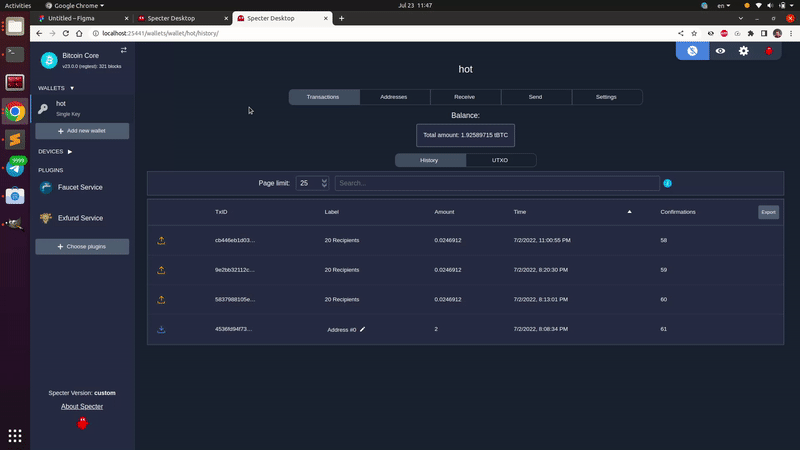 Activities Google Chrome Jul 23 11:47 en
Untitled – Figma Specter Desktop Specter Desktop
localhost:25441/wallets/wallet/hot/history/
Bitcoin Core
v23.0.0 (regtest): 321 blocks
WALLETS
hot
Single Key
+ Add new wallet
DEVICES
PLUGINS
Faucet Service
Exfund Service
+ Choose plugins
Specter Version: custom
About Specter
9999
hot
Transactions Addresses Receive Send Settings
Balance:
Total amount: 1.92589715 tBTC
History UTXO
Page limit: 25 Search...
TxID Label Amount Time Confirmations Export
cb446eb1d03... 20 Recipients 0.0246912 7/2/2022, 11:00:55 PM 58
9e2bb32112c... 20 Recipients 0.0246912 7/2/2022, 8:20:30 PM 59
5837988105e... 20 Recipients 0.0246912 7/2/2022, 8:13:01 PM 60
4536fd94f73... Address #0 2 7/2/2022, 8:08:34 PM 61